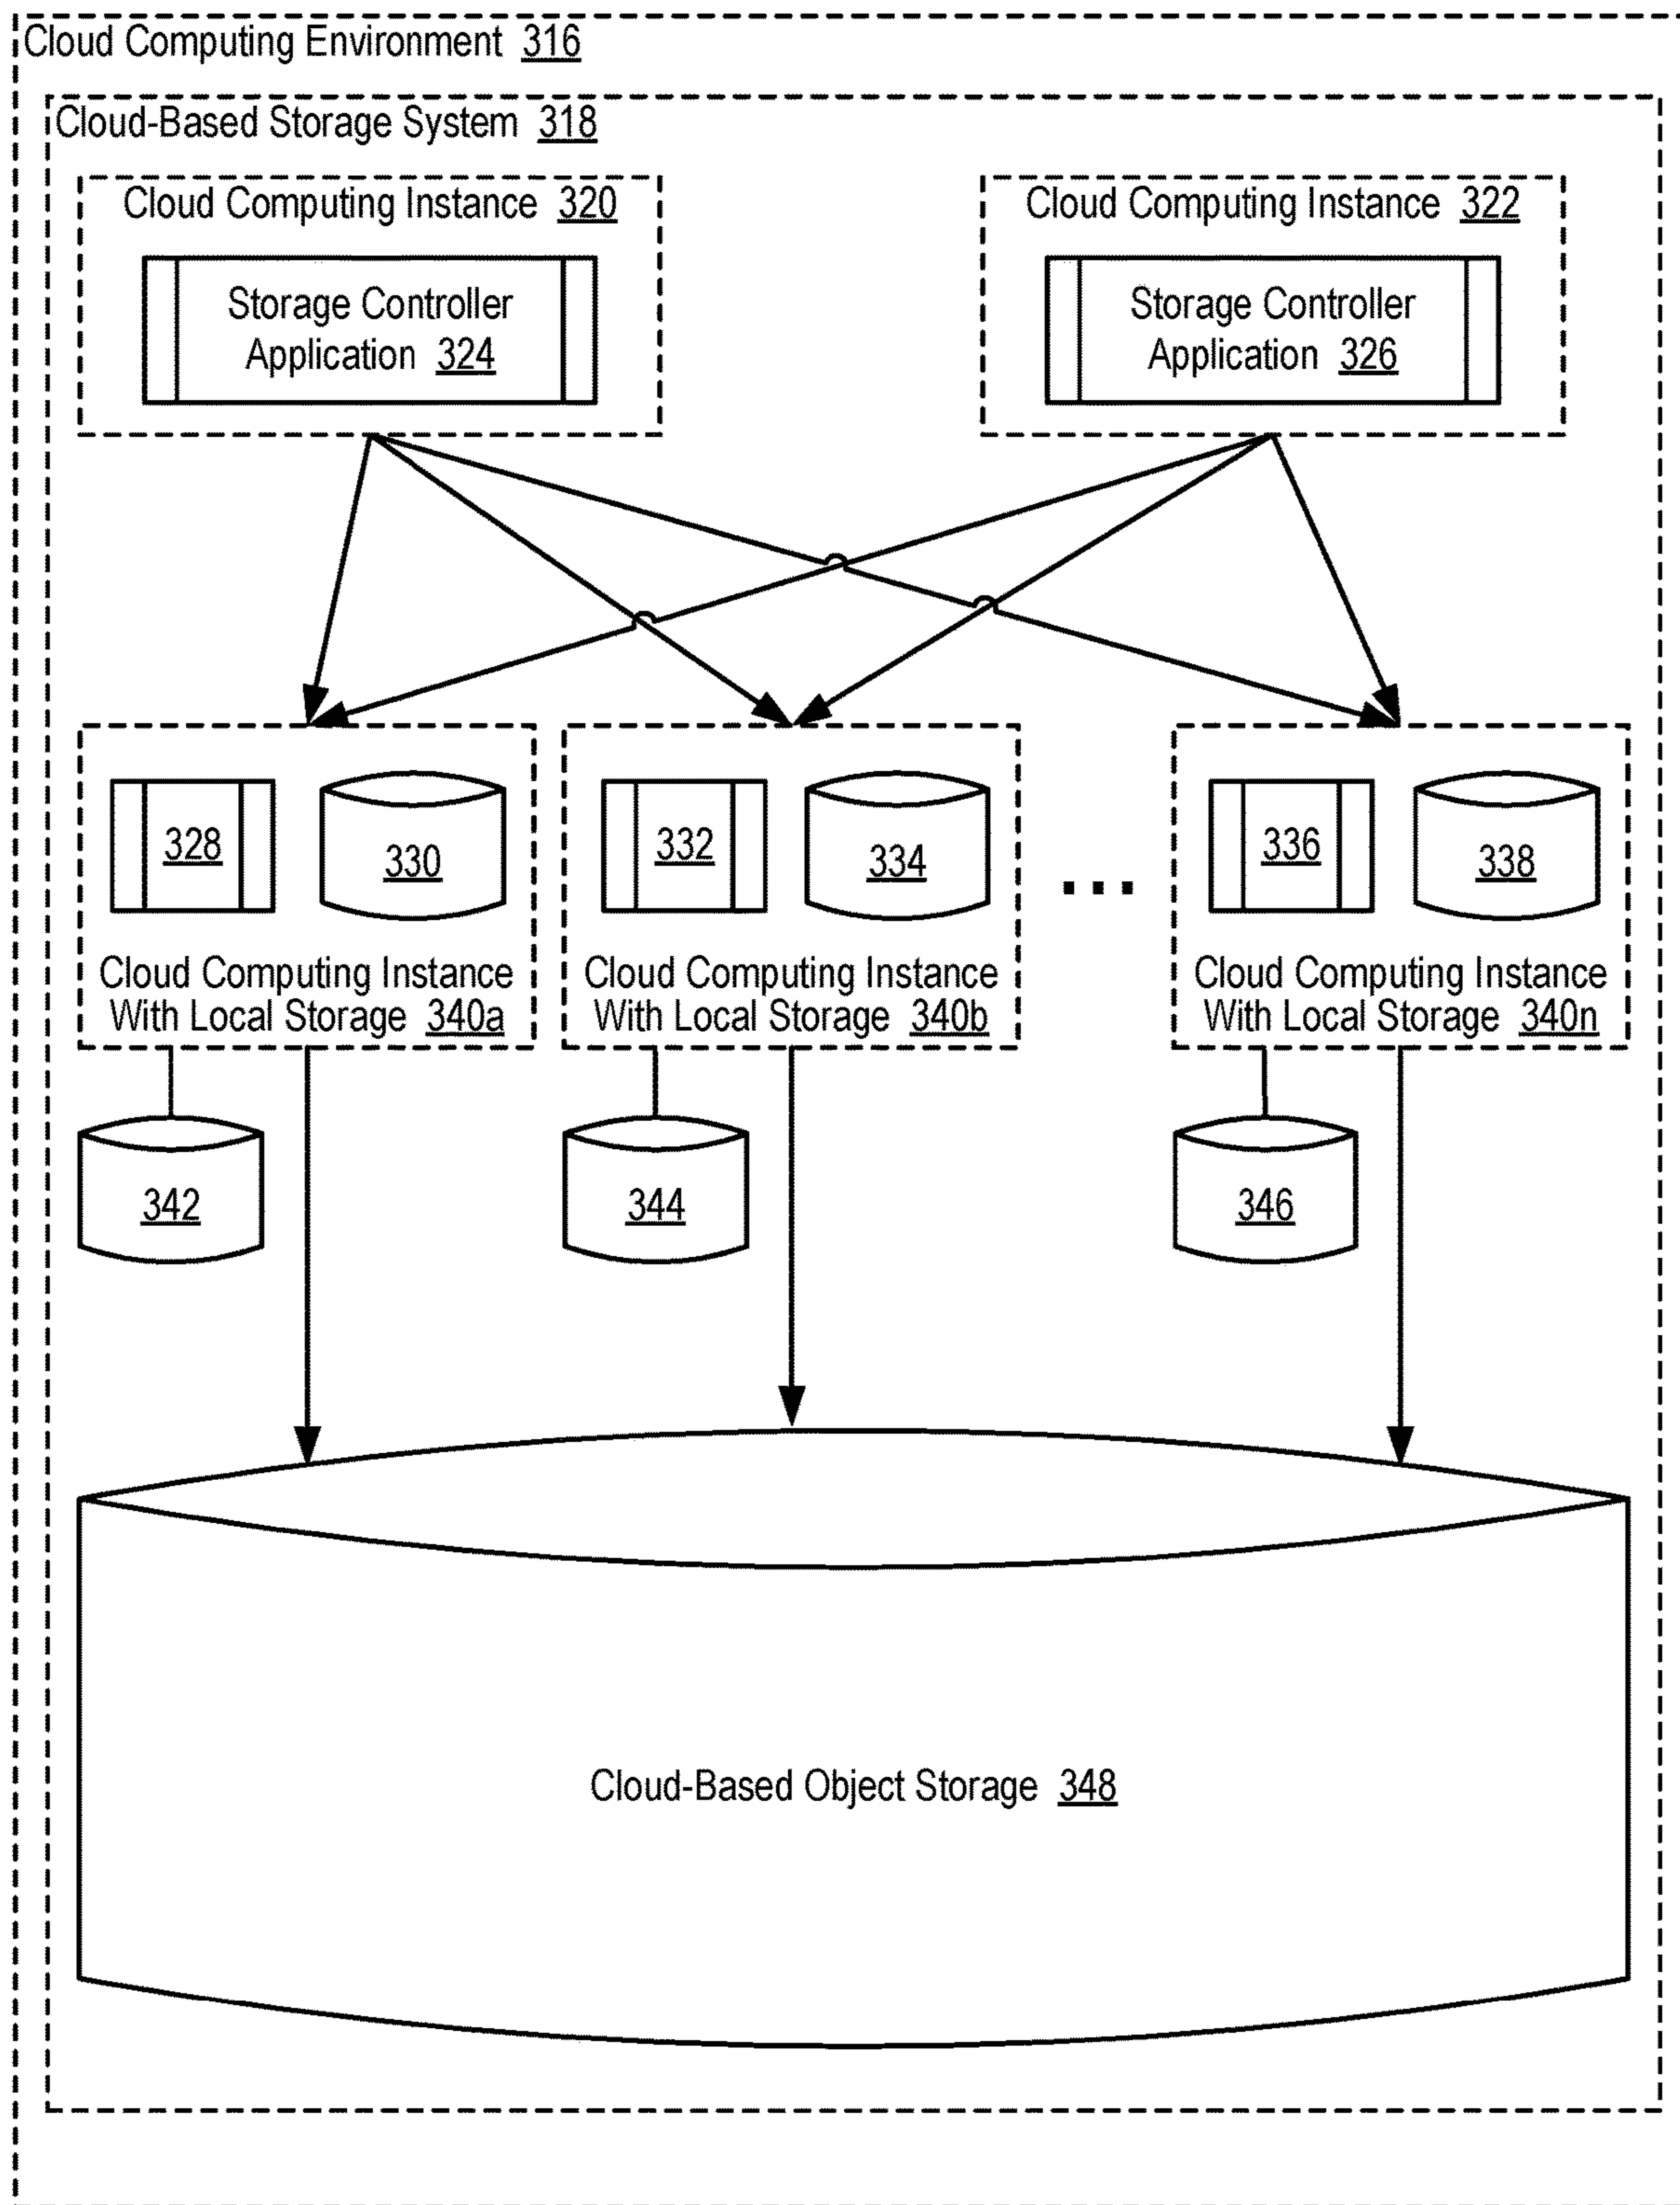 Cloud Computing Environment 316
Cloud-Based Storage System 318
Cloud Computing Instance 320
Storage Controller
Application 324
Cloud Computing Instance 322
Storage Controller
Application 326
328
330
Cloud Computing Instance
With Local Storage 340a
332
334
Cloud Computing Instance
With Local Storage 340b
...
336
338
Cloud Computing Instance
With Local Storage 340n
342
344
346
Cloud-Based Object Storage 348